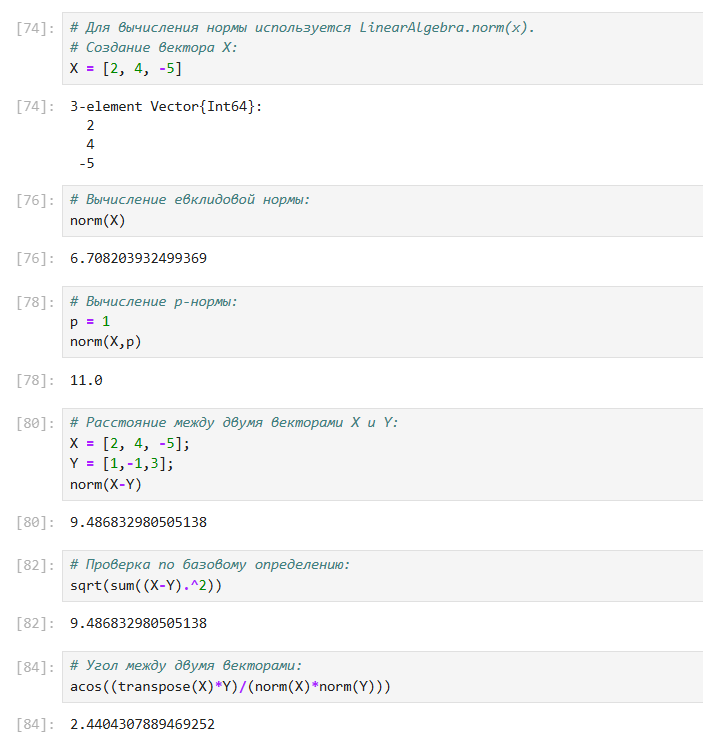 [74]: # Для вычисления нормы используется LinearAlgebra.norm(x).
# Создание вектора X:
X = [2, 4, -5]
[74]: 3-element Vector{Int64}:
2
4
-5
[76]: # Вычисление евклидовой нормы:
norm(X)
[76]: 6.708203932499369
[78]: # Вычисление p-нормы:
p = 1
norm(X,p)
[78]: 11.0
[80]: # Расстояние между двумя векторами X и Y:
X = [2, 4, -5];
Y = [1,-1,3];
norm(X-Y)
[80]: 9.486832980505138
[82]: # Проверка по базовому определению:
sqrt(sum((X-Y).^2))
[82]: 9.486832980505138
[84]: # Угол между двумя векторами:
acos((transpose(X)*Y)/(norm(X)*norm(Y)))
[84]: 2.4404307889469252